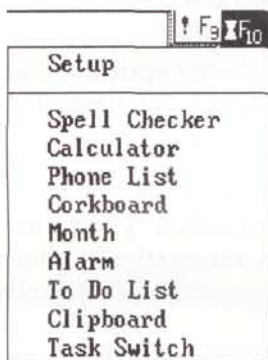 ! F9 F10
Setup
Spell Checker
Calculator
Phone List
Corkboard
Month
Alarm
To Do List
Clipboard
Task Switch